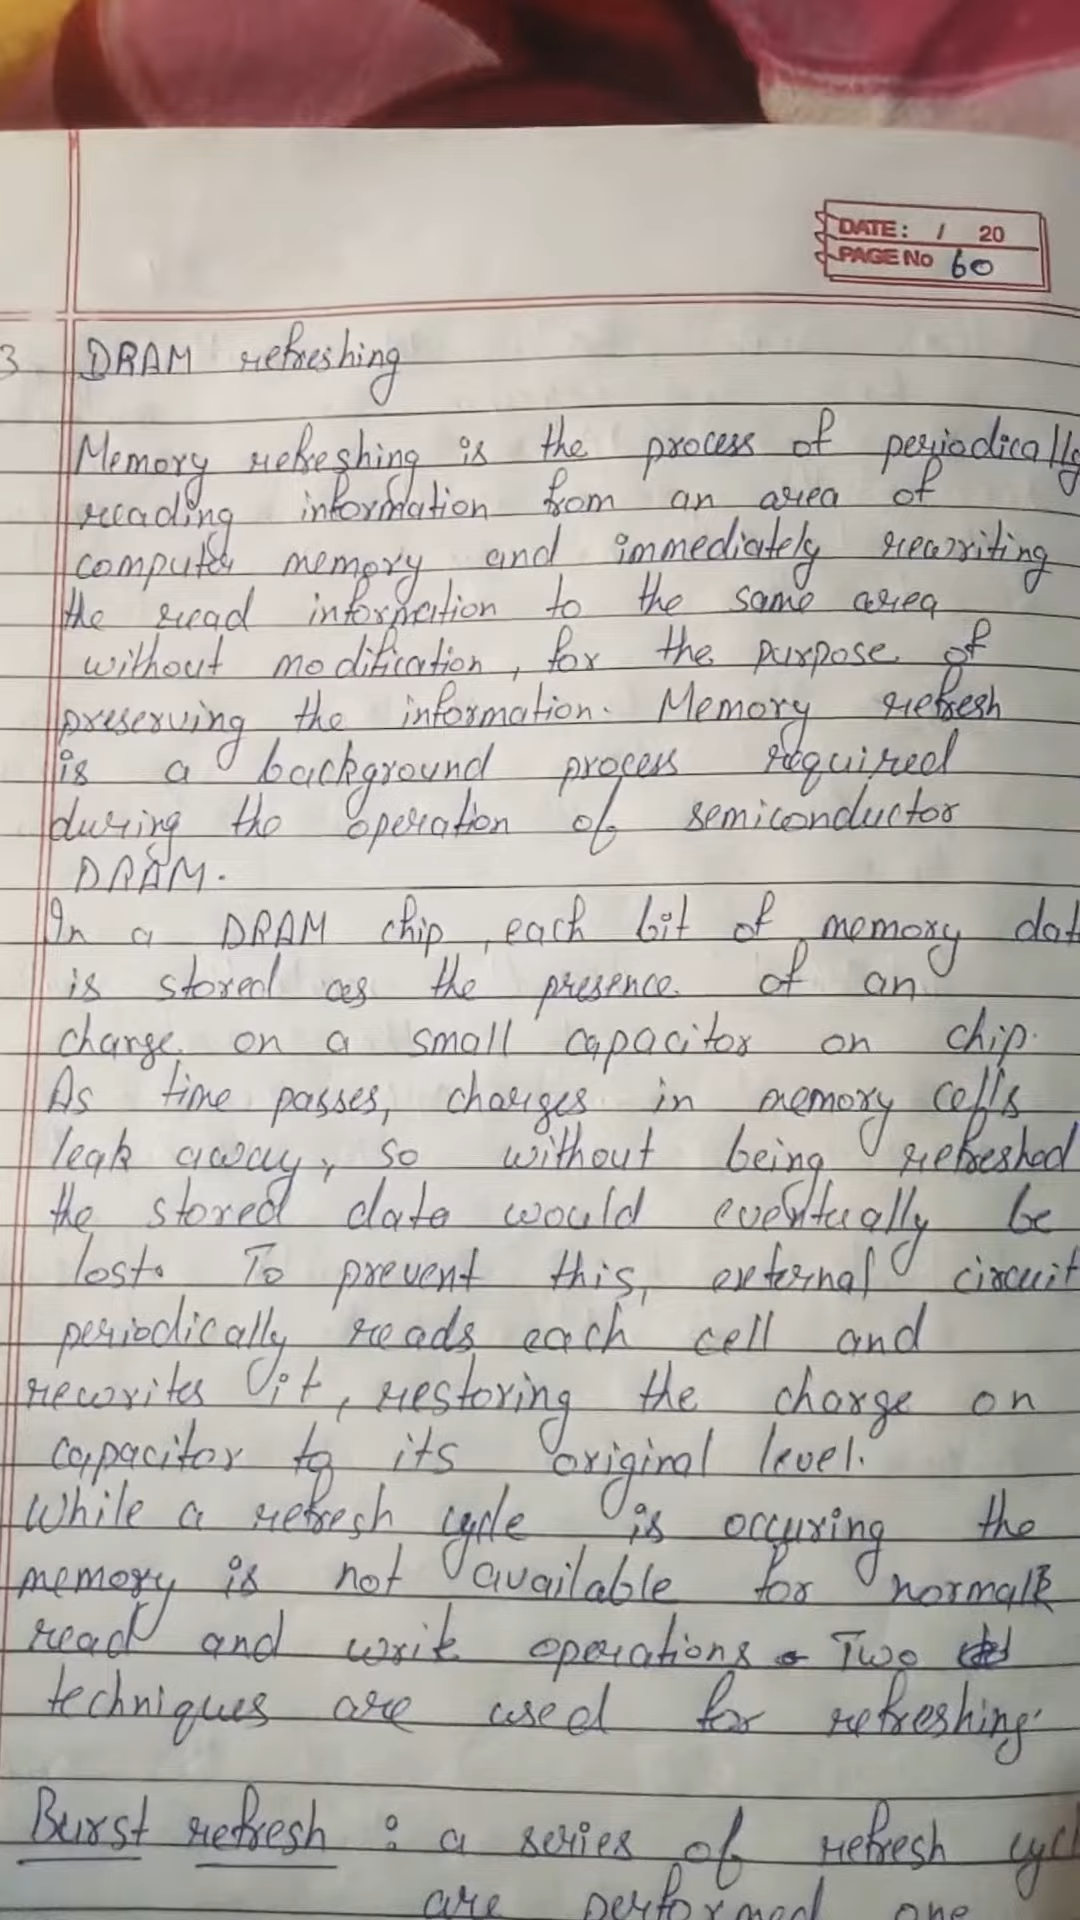 DATE: / 20
PAGE No 60
3 DRAM refreshing
Memory refreshing is the process of periodically
reading information from an area of
computer memory and immediately rewriting
the read information to the same area
without modification, for the purpose of
preserving the information. Memory refresh
is a background process required
during the operation of semiconductor
DRAM.
In a DRAM chip, each bit of memory dat
is stored as the presence of an
charge on a small capacitor on chip.
As time passes, charges in memory cells
leak away, so without being refreshed
the stored data would eventually be
lost. To prevent this, external circuit
periodically reads each cell and
rewrites it, restoring the charge on
capacitor to its original level.
While a refresh cycle is occuring the
memory is not available for normal
read and write operations. Two
techniques are used for refreshing.
Burst refresh : a series of refresh cycl
are performed one